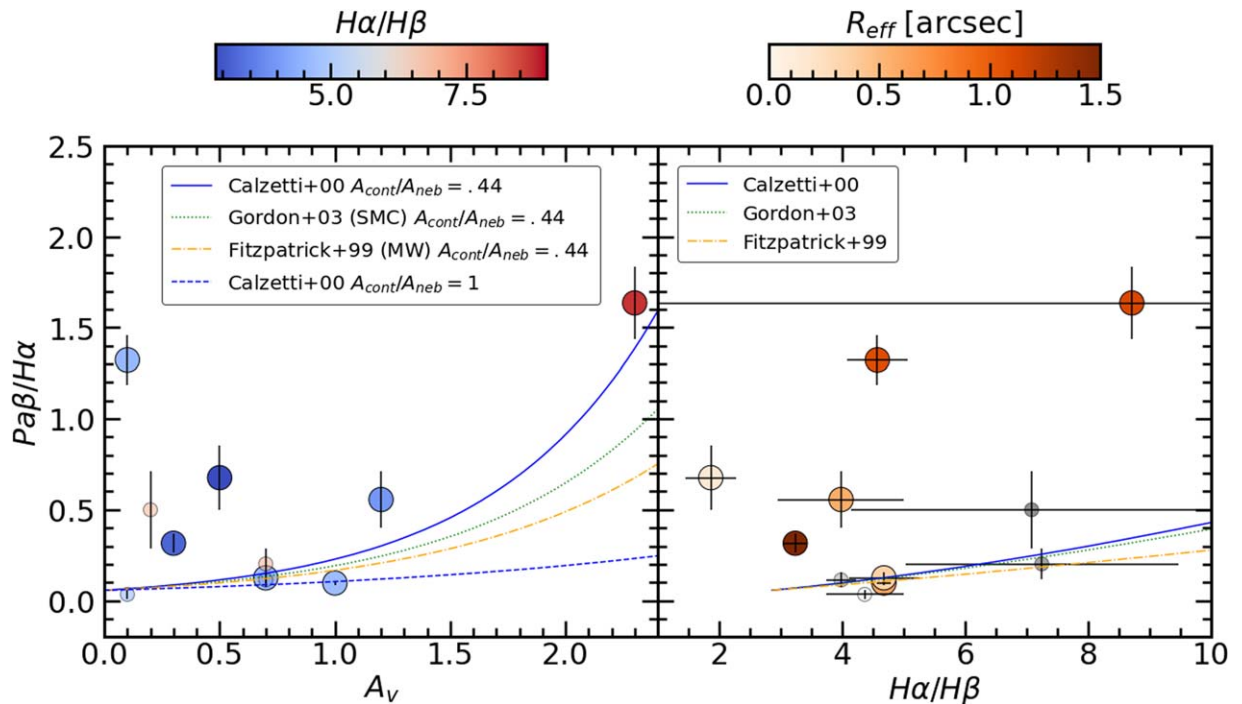 Hα/Hβ
R_eff [arcsec]
5.0 7.5
0.0 0.5 1.0 1.5
2.5
2.0
1.5
1.0
0.5
0.0
Paβ/Hα
Calzetti+00 A_cont/A_neb = .44
Gordon+03 (SMC) A_cont/A_neb = .44
Fitzpatrick+99 (MW) A_cont/A_neb = .44
Calzetti+00 A_cont/A_neb = 1
Calzetti+00
Gordon+03
Fitzpatrick+99
0.0 0.5 1.0 1.5 2.0
2 4 6 8 10
A_v
Hα/Hβ